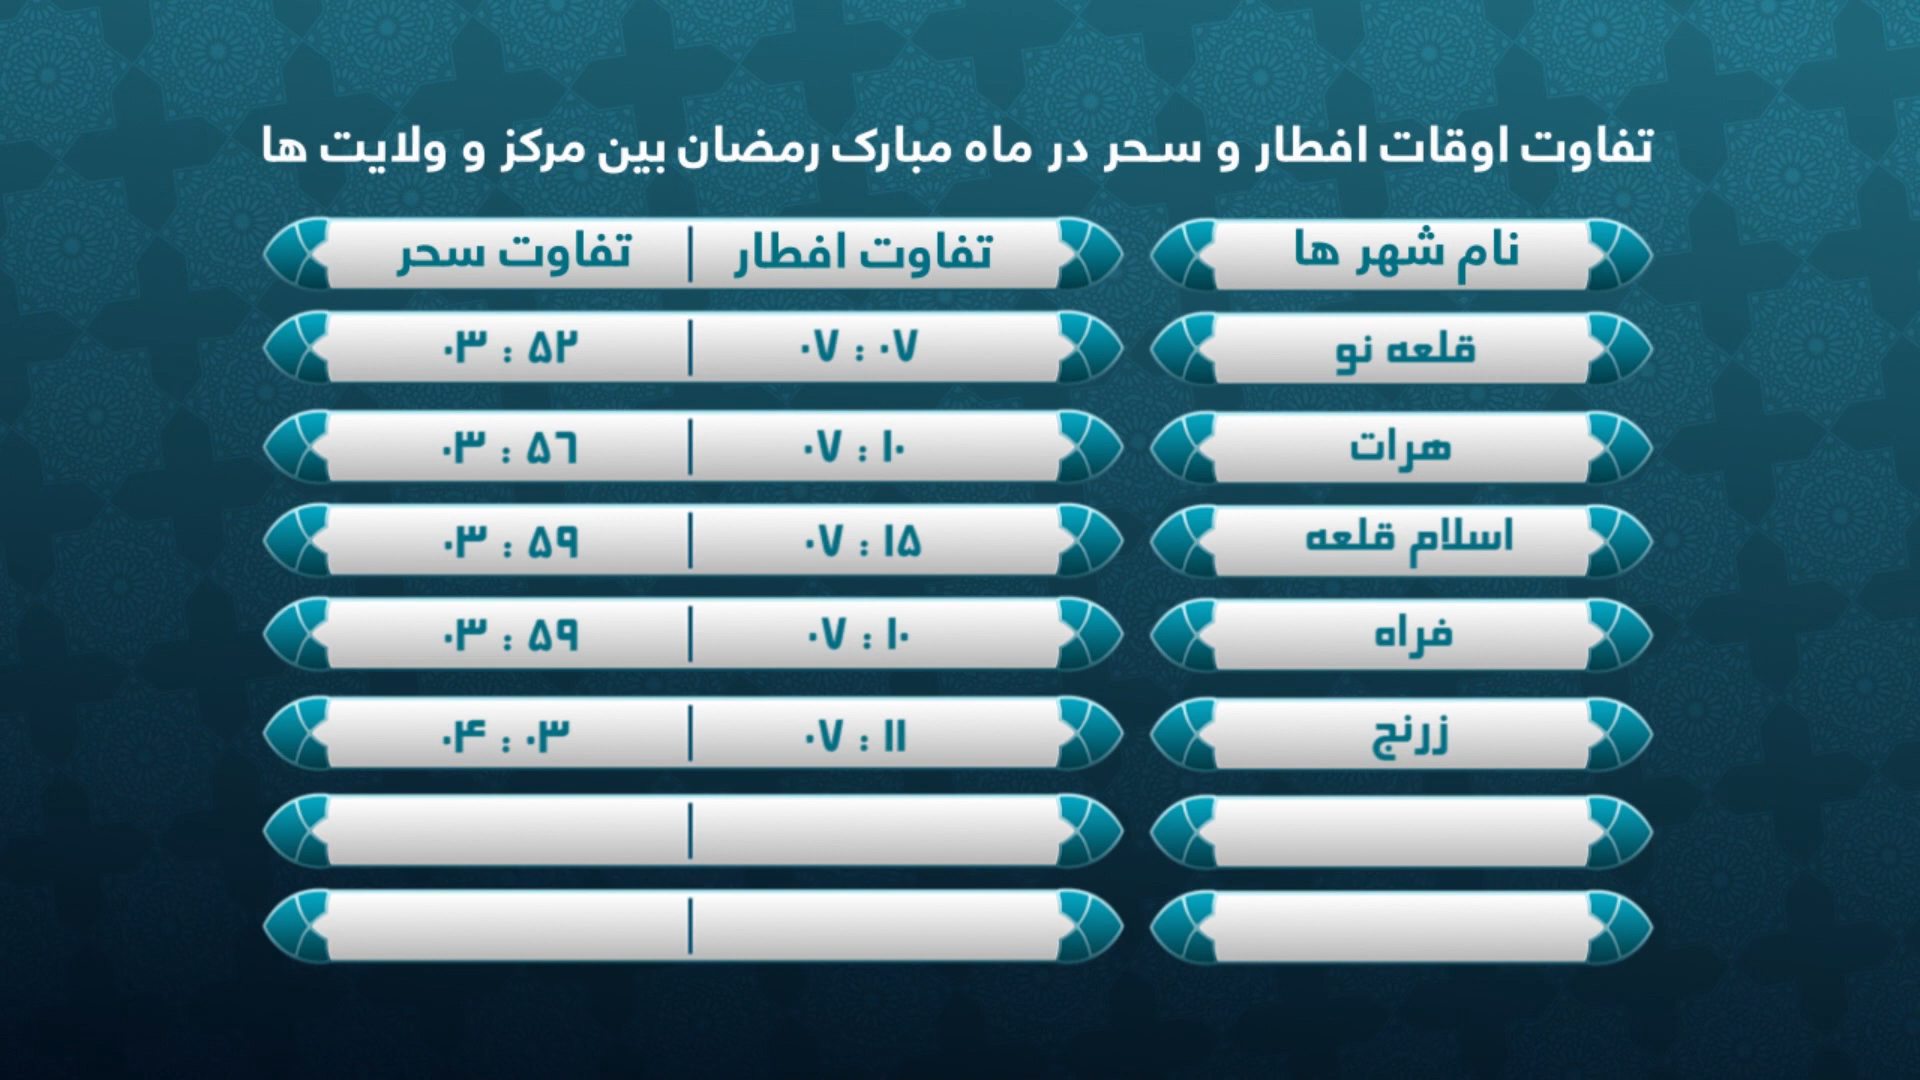 تفاوت اوقات افطار و سحر در ماه مبارک رمضان بین مرکز و ولایت ها
نام شهر ها تفاوت افطار تفاوت سحر
قلعه نو ۰۷ : ۰۷ ۰۳ : ۵۲
هرات ۰۷ : ۱۰ ۰۳ : ۵٦
اسلام قلعه ۰۷ : ۱۵ ۰۳ : ۵۹
فراه ۰۷ : ۱۰ ۰۳ : ۵۹
زرنج ۰۷ : ۱۱ ۰۴ : ۰۳